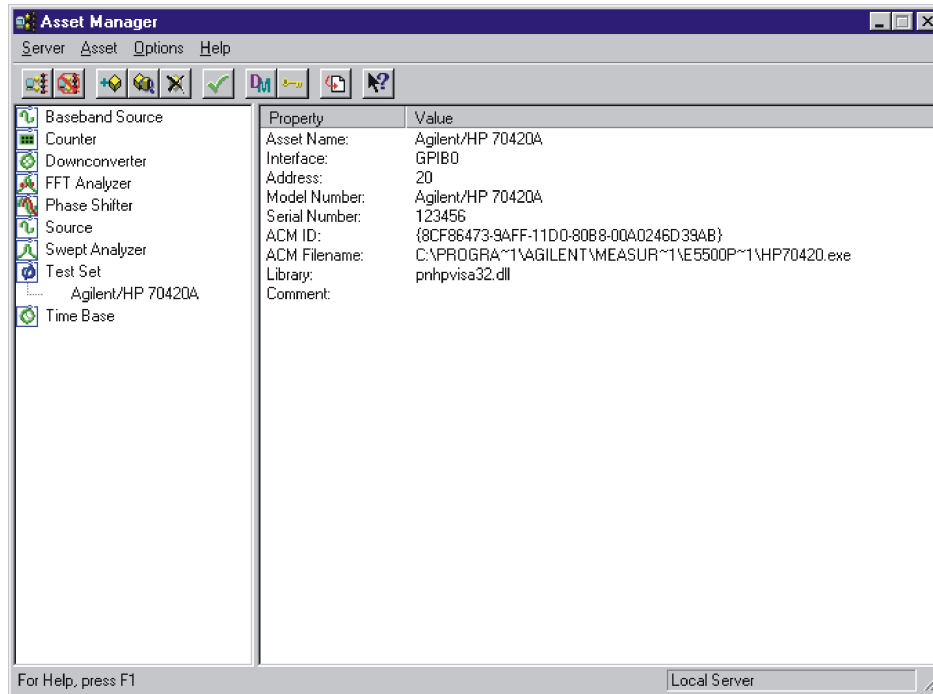 Asset Manager
Server Asset Options Help
DM
?
Baseband Source
Counter
Downconverter
FFT Analyzer
Phase Shifter
Source
Swept Analyzer
Test Set
Agilent/HP 70420A
Time Base
Property Value
Asset Name: Agilent/HP 70420A
Interface: GPIB0
Address: 20
Model Number: Agilent/HP 70420A
Serial Number: 123456
ACM ID: {8CF86473-9AFF-11D0-80B8-00A0246D39AB}
ACM Filename: C:\PROGRA~1\AGILENT\MEASUR~1\E5500P~1\HP70420.exe
Library: pnhpvisa32.dll
Comment:
For Help, press F1
Local Server